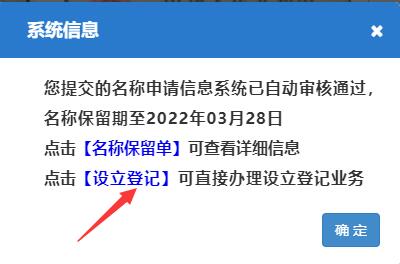 系统信息
您提交的名称申请信息系统已自动审核通过，
名称保留期至2022年03月28日
点击【名称保留单】可查看详细信息
点击【设立登记】可直接办理设立登记业务
确定